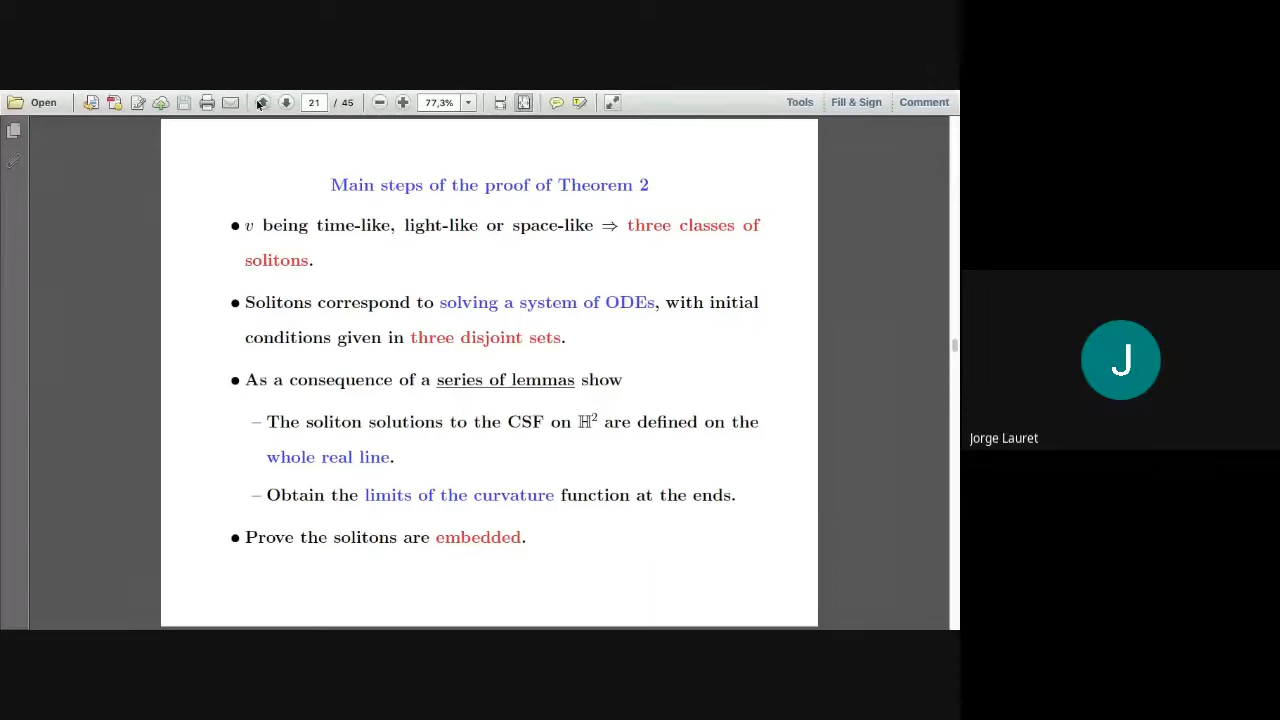 Open 21 / 45 77,3% Tools Fill & Sign Comment
Main steps of the proof of Theorem 2
• v being time-like, light-like or space-like ⇒ three classes of
solitons.
• Solitons correspond to solving a system of ODEs, with initial
conditions given in three disjoint sets.
• As a consequence of a series of lemmas show
– The soliton solutions to the CSF on ℍ² are defined on the
whole real line.
– Obtain the limits of the curvature function at the ends.
• Prove the solitons are embedded.
J
Jorge Lauret